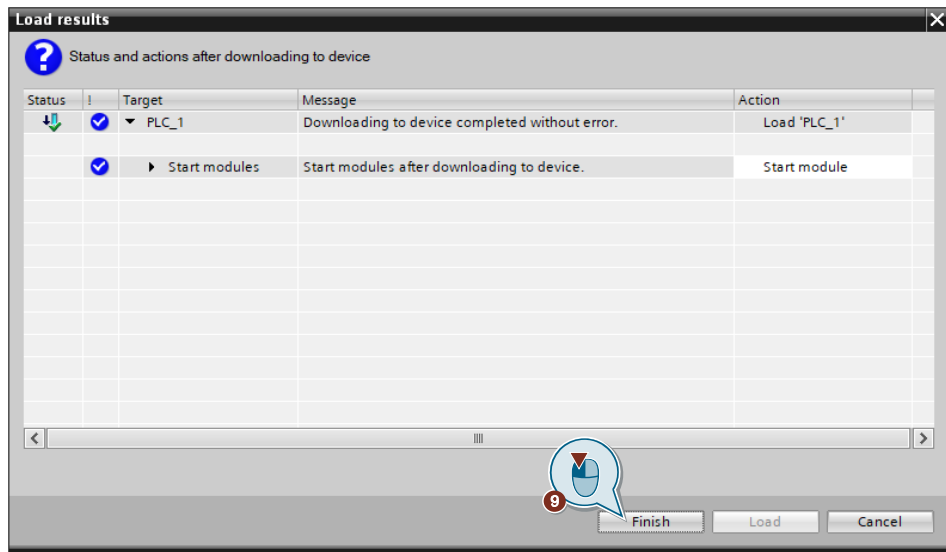 Load results
Status and actions after downloading to device
Status ! Target Message Action
PLC_1 Downloading to device completed without error. Load 'PLC_1'
Start modules Start modules after downloading to device. Start module
9
Finish Load Cancel